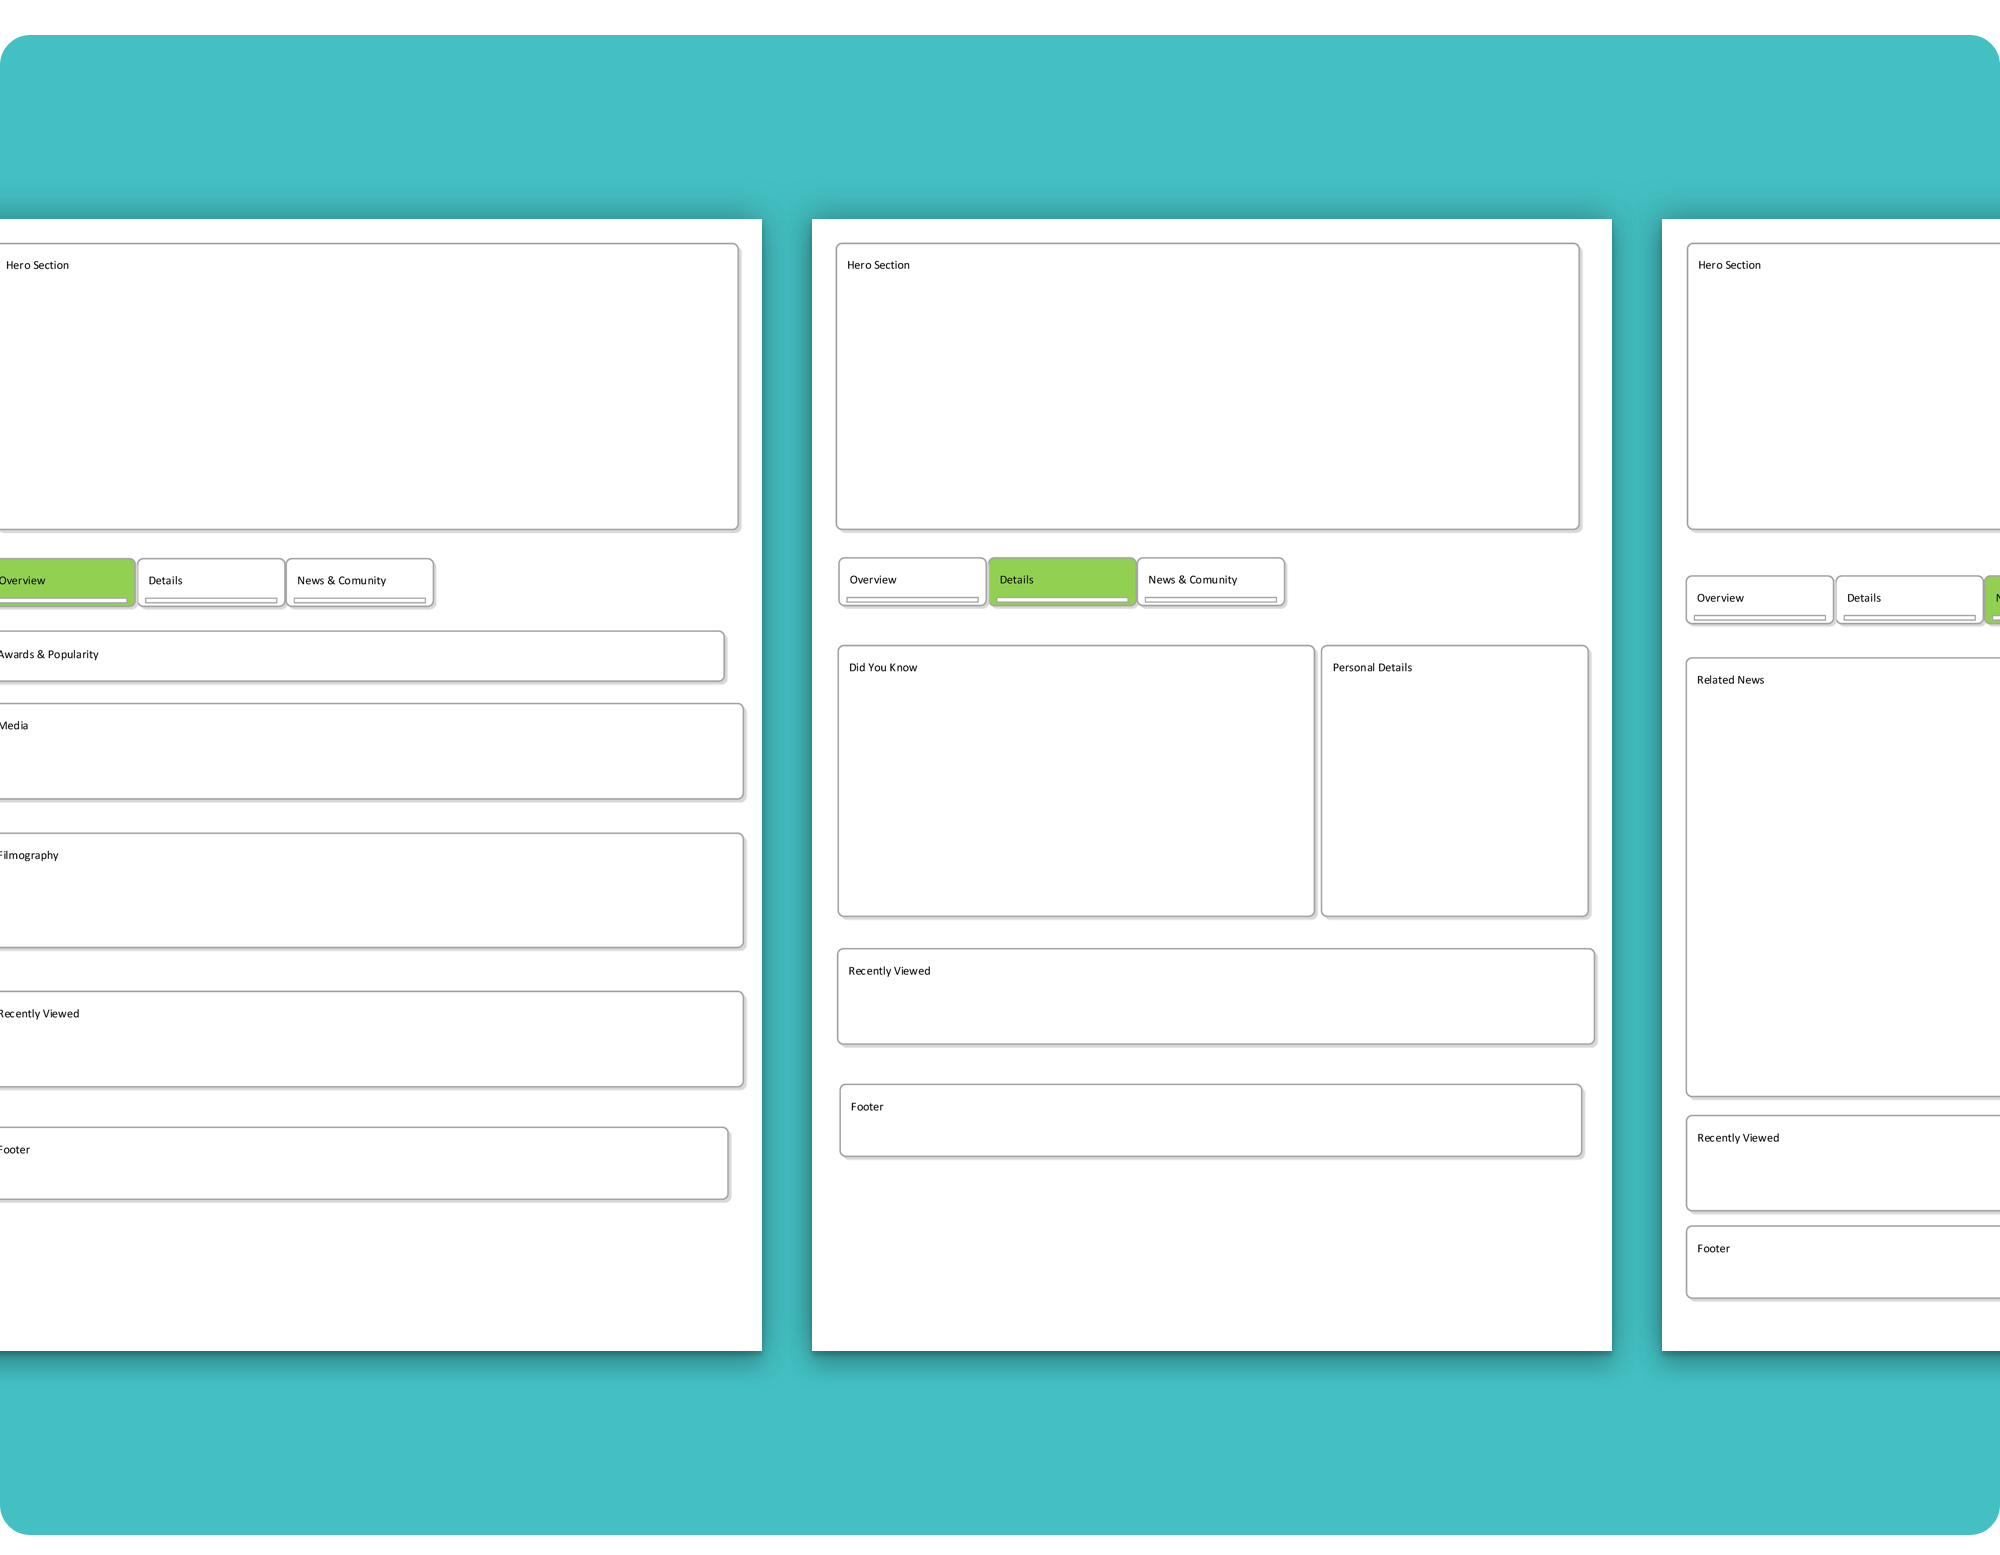 Hero Section
Overview
Details
News & Comunity
Awards & Popularity
Media
Filmography
Recently Viewed
Footer
Hero Section
Overview
Details
News & Comunity
Did You Know
Personal Details
Recently Viewed
Footer
Hero Section
Overview
Details
Related News
Recently Viewed
Footer